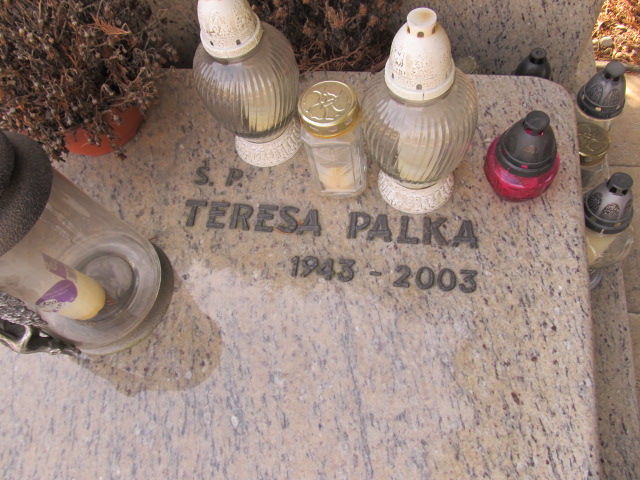 Ś. P.
TERESA PALKA
1943 - 2003